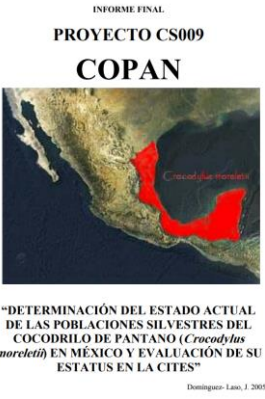 INFORME FINAL
PROYECTO CS009
COPAN
Crocodylus moreletii
“DETERMINACIÓN DEL ESTADO ACTUAL
DE LAS POBLACIONES SILVESTRES DEL
COCODRILO DE PANTANO (Crocodylus
moreletii) EN MÉXICO Y EVALUACIÓN DE SU
ESTATUS EN LA CITES”
Domínguez- Laso, J. 2005